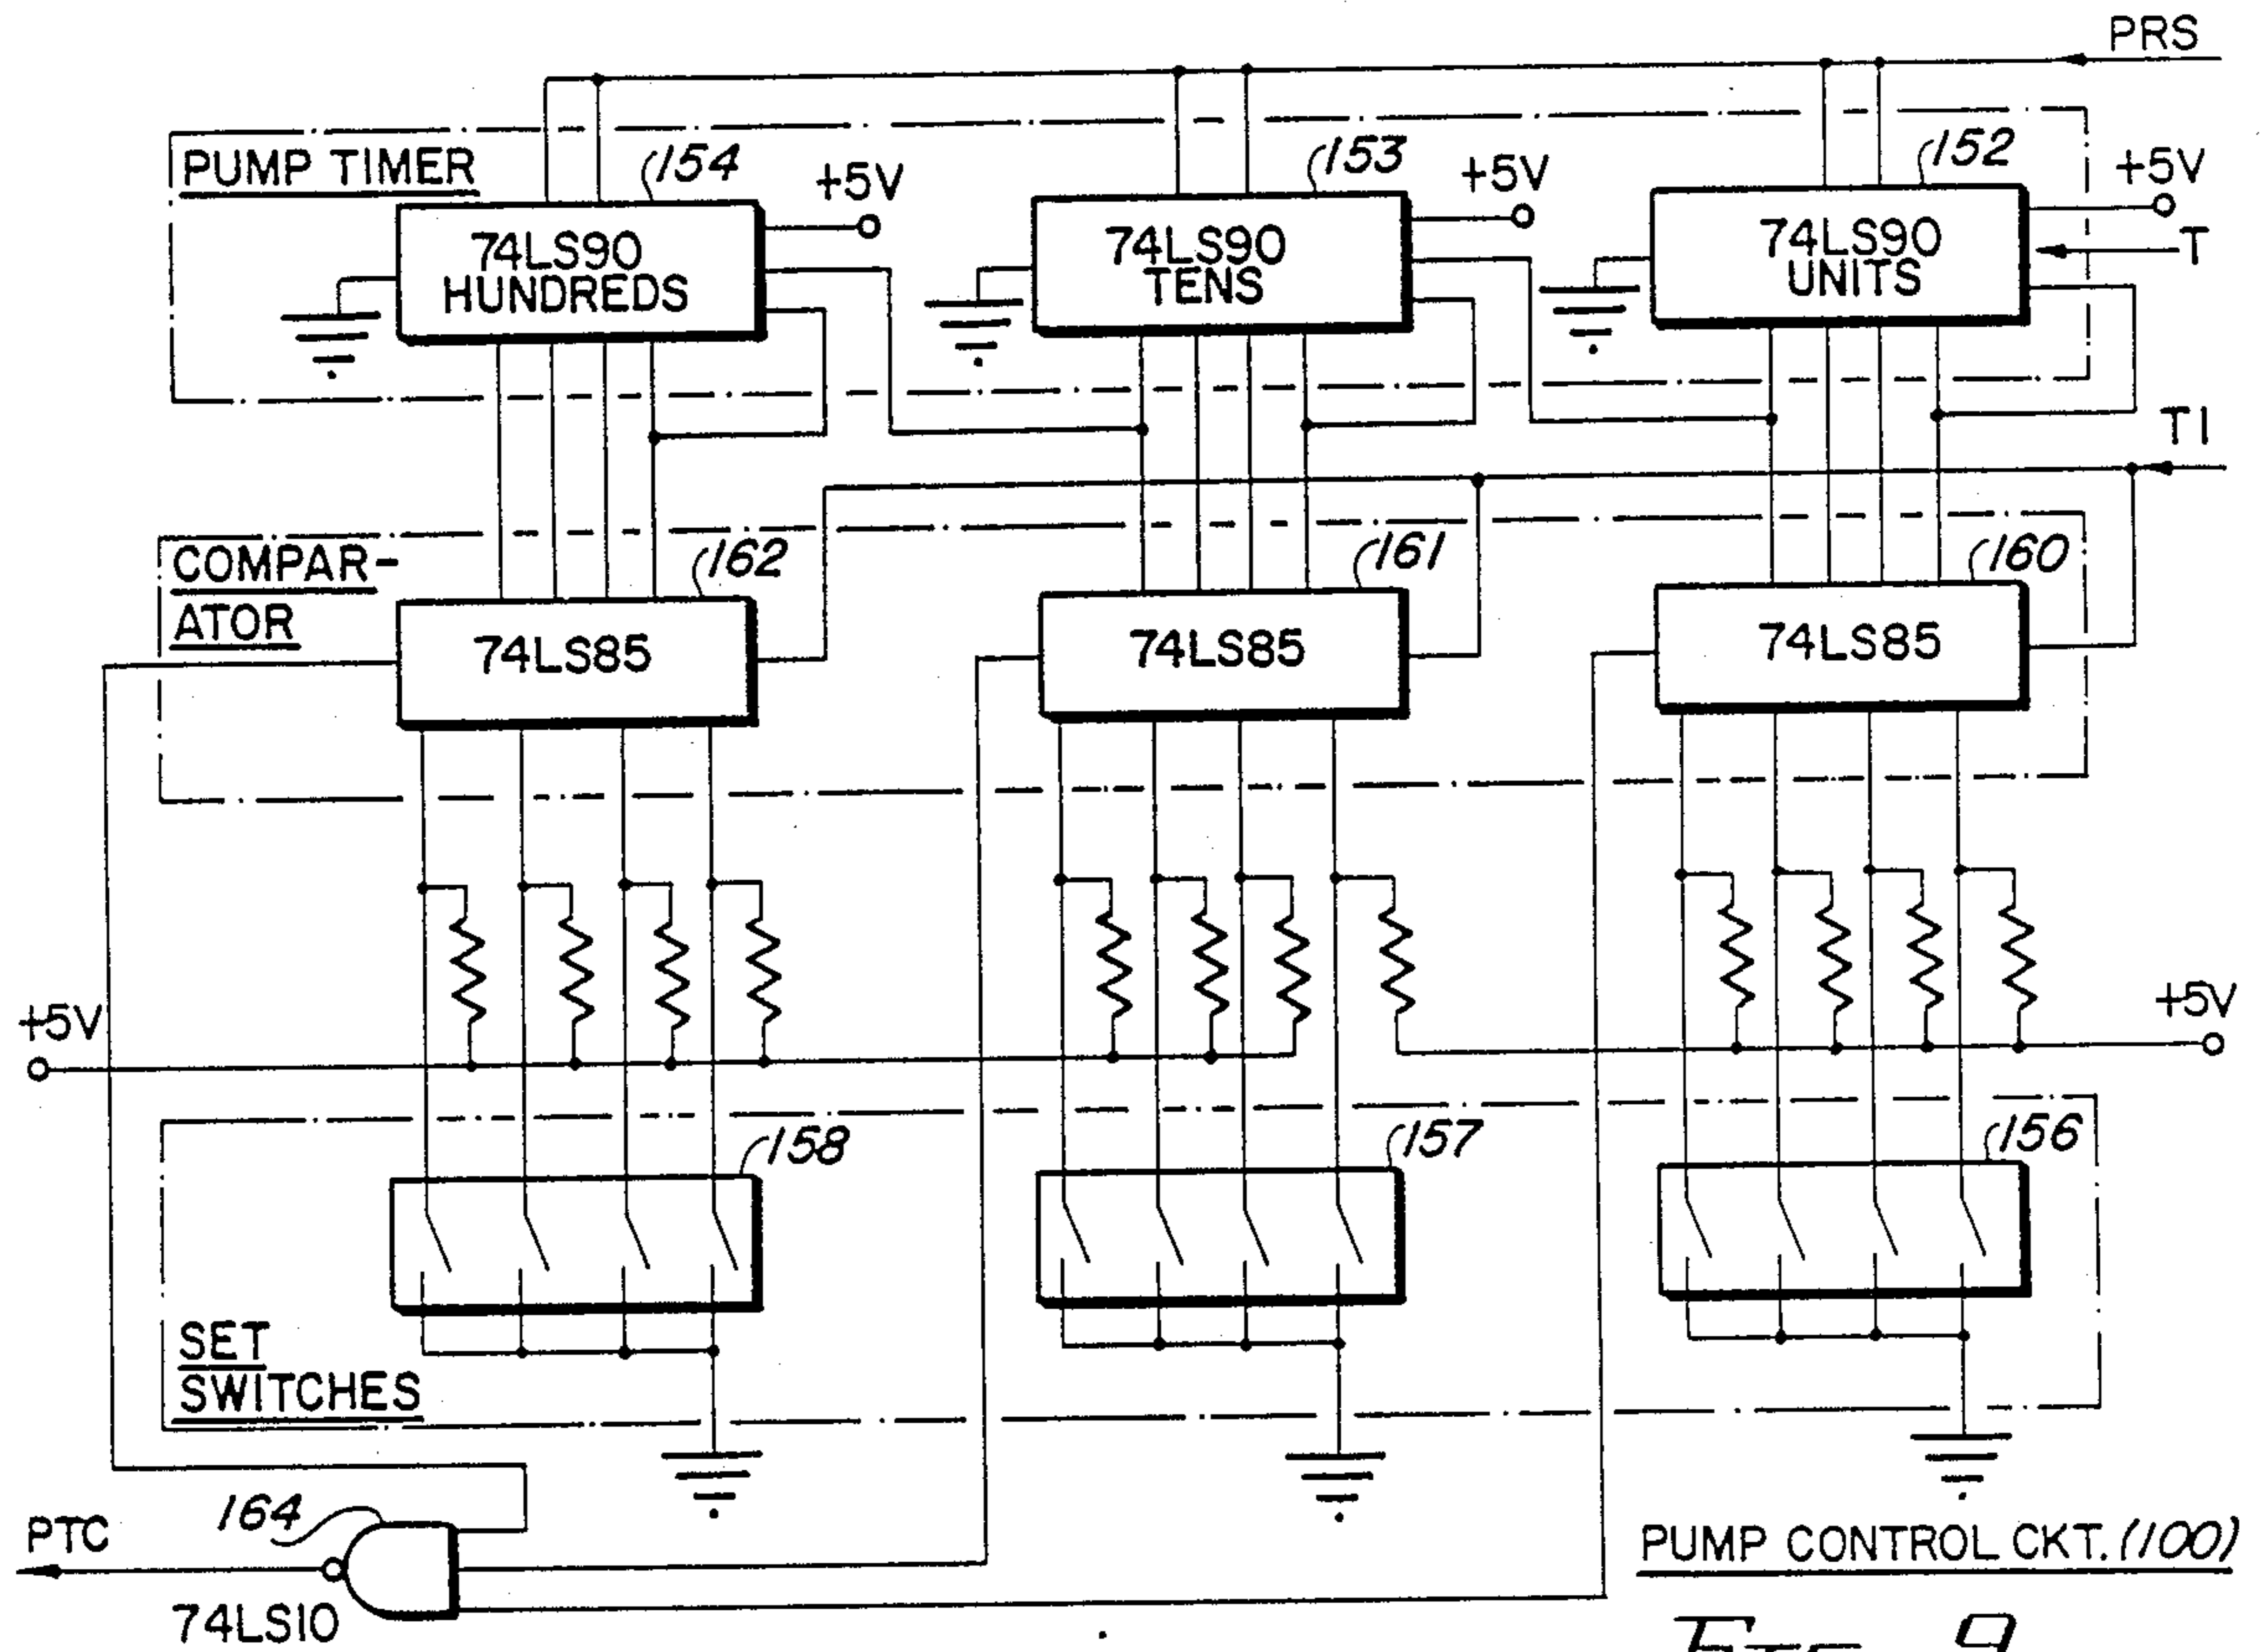 PRS
PUMP TIMER
154
+5V
153
+5V
152
+5V
74LS90
HUNDREDS
74LS90
TENS
74LS90
UNITS
T
T1
COMPAR-
ATOR
162
161
160
74LS85
74LS85
74LS85
+5V
+5V
158
157
156
SET
SWITCHES
PTC
164
74LS10
PUMP CONTROL CKT. (100)
FIG. 9